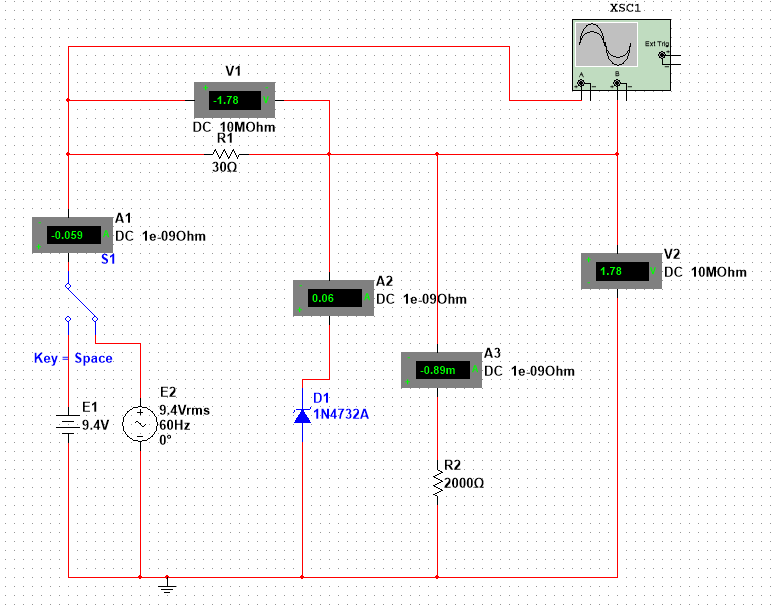 XSC1
Ext Trig
A
B
V1
-1.78 V
DC 10MOhm
R1
30Ω
A1
-0.059 A
DC 1e-09Ohm
S1
V2
1.78 V
DC 10MOhm
A2
0.06 A
DC 1e-09Ohm
Key = Space
A3
-0.89m A
DC 1e-09Ohm
E1
9.4V
E2
9.4Vrms
60Hz
0°
D1
1N4732A
R2
2000Ω